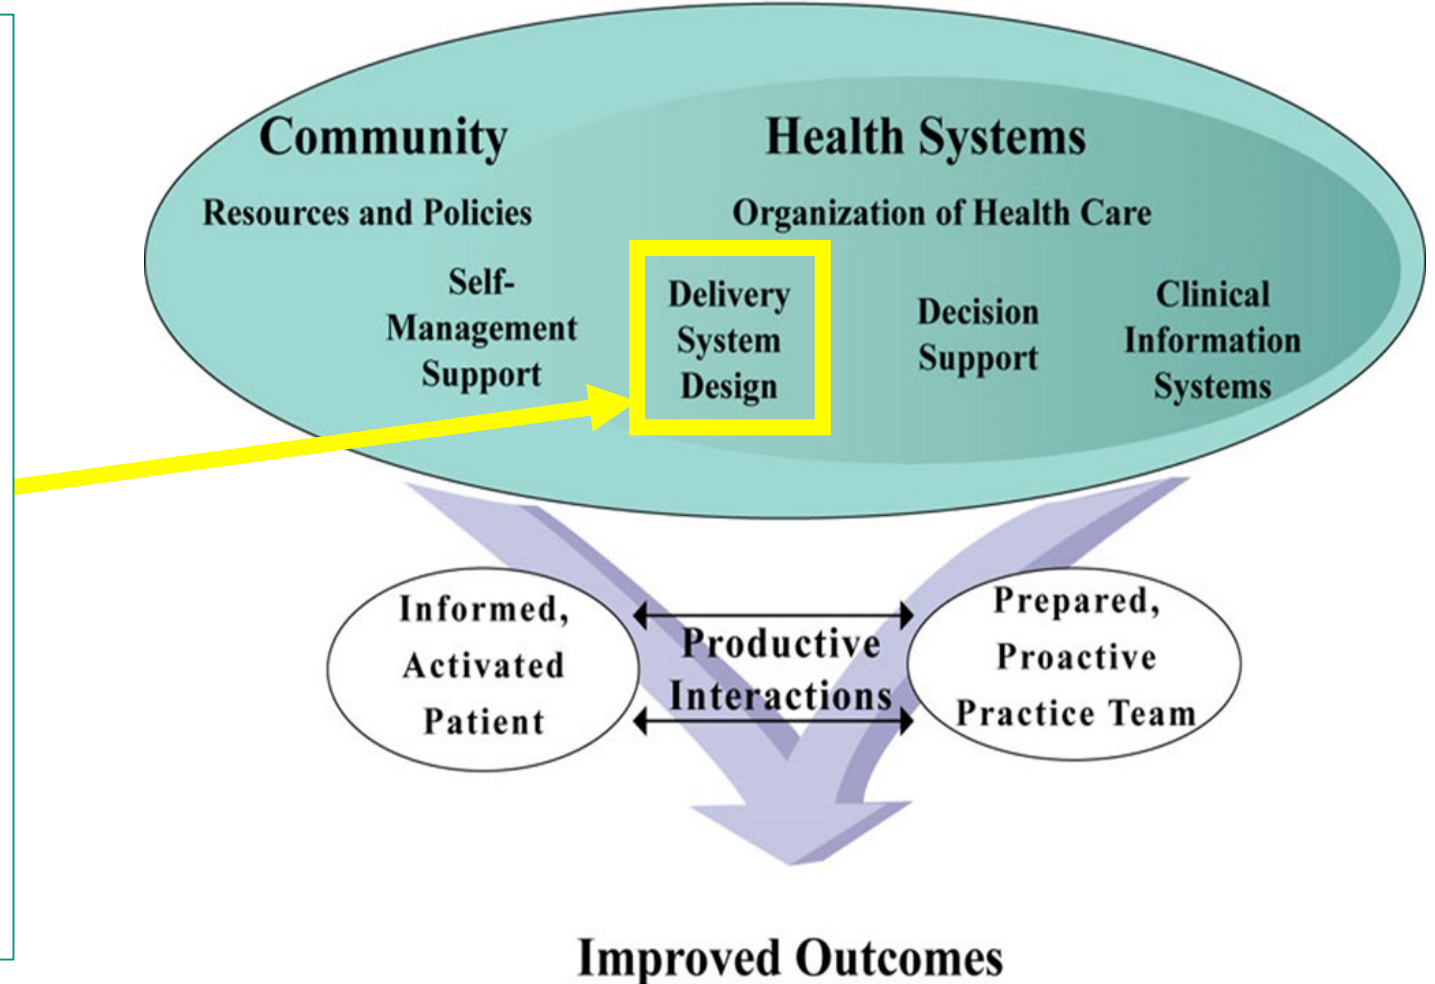 Community
Health Systems
Resources and Policies
Organization of Health Care
Self-
Management
Support
Delivery
System
Design
Decision
Support
Clinical
Information
Systems
Informed,
Activated
Patient
Productive
Interactions
Prepared,
Proactive
Practice Team
Improved Outcomes